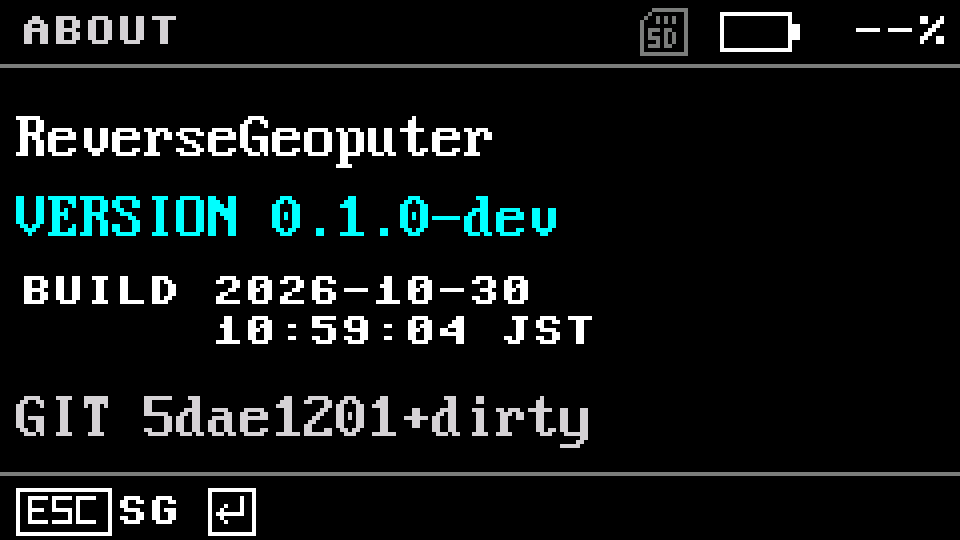 ABOUT SD --%
ReverseGeoputer
VERSION 0.1.0-dev
BUILD 2026-10-30
10:59:04 JST
GIT 5dae1201+dirty
ESC SG ↵